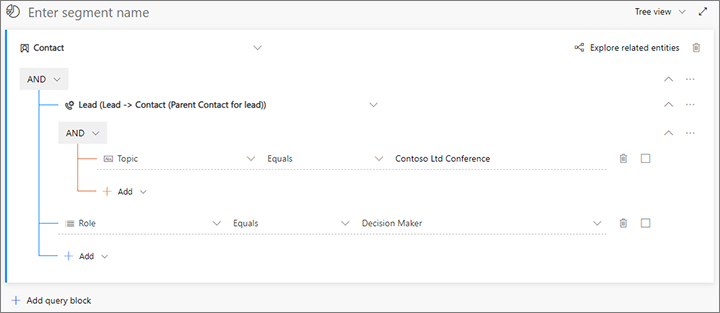 Enter segment name Tree view
Contact Explore related entities
AND
Lead (Lead -> Contact (Parent Contact for lead))
AND
Topic Equals Contoso Ltd Conference
Add
Role Equals Decision Maker
Add
Add query block